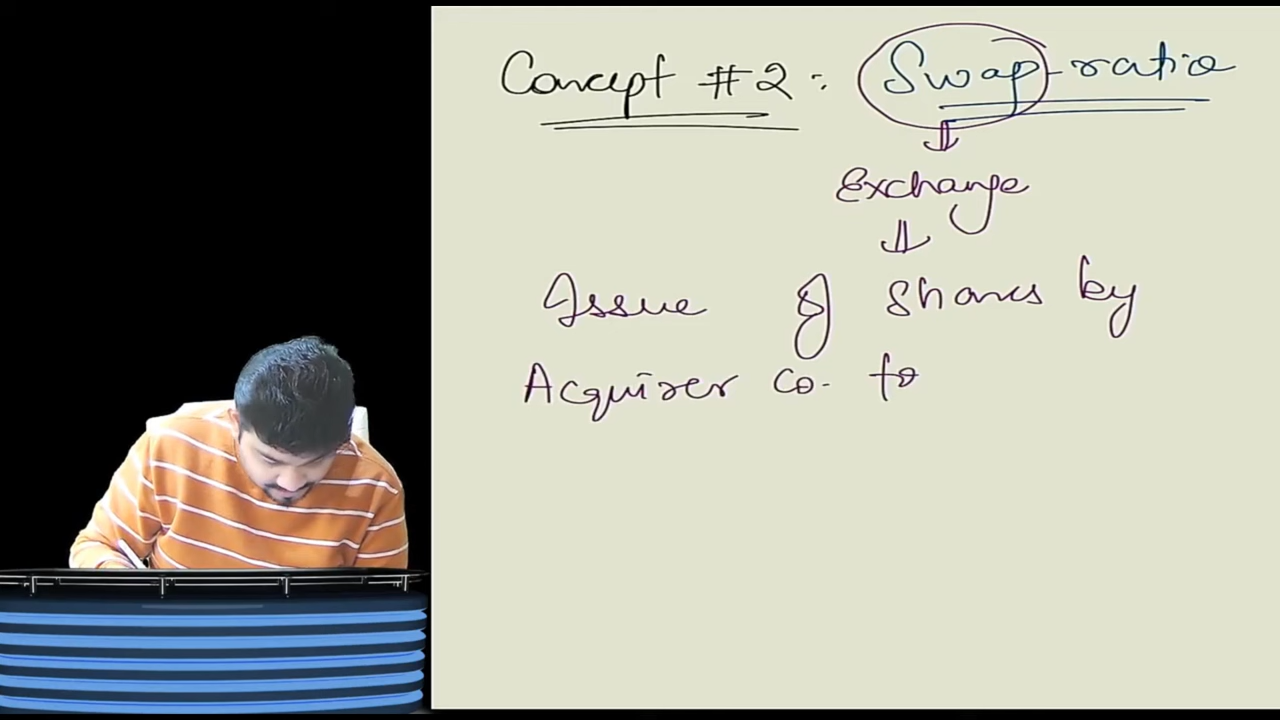 Concept #2: Swap-ratio
⇓
Exchange
⇓
Issue of shares by
Acquirer co. to